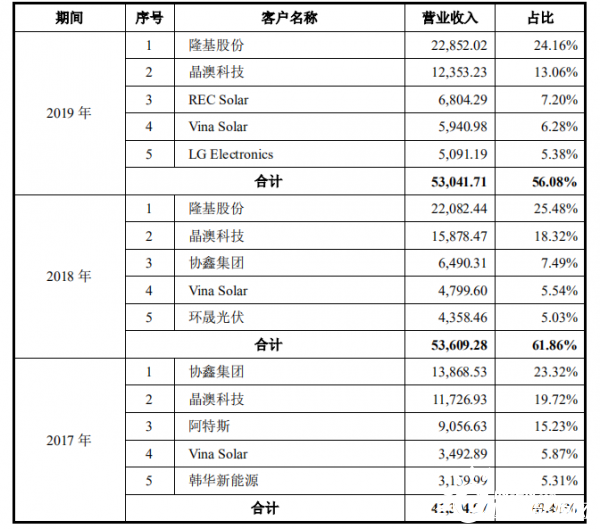 期间 序号 客户名称 营业收入 占比
2019 年
1 隆基股份 22,852.02 24.16%
2 晶澳科技 12,353.23 13.06%
3 REC Solar 6,804.29 7.20%
4 Vina Solar 5,940.98 6.28%
5 LG Electronics 5,091.19 5.38%
合计 53,041.71 56.08%
2018 年
1 隆基股份 22,082.44 25.48%
2 晶澳科技 15,878.47 18.32%
3 协鑫集团 6,490.31 7.49%
4 Vina Solar 4,799.60 5.54%
5 环晟光伏 4,358.46 5.03%
合计 53,609.28 61.86%
2017 年
1 协鑫集团 13,868.53 23.32%
2 晶澳科技 11,726.93 19.72%
3 阿特斯 9,056.63 15.23%
4 Vina Solar 3,492.89 5.87%
5 韩华新能源 5.31%
合计